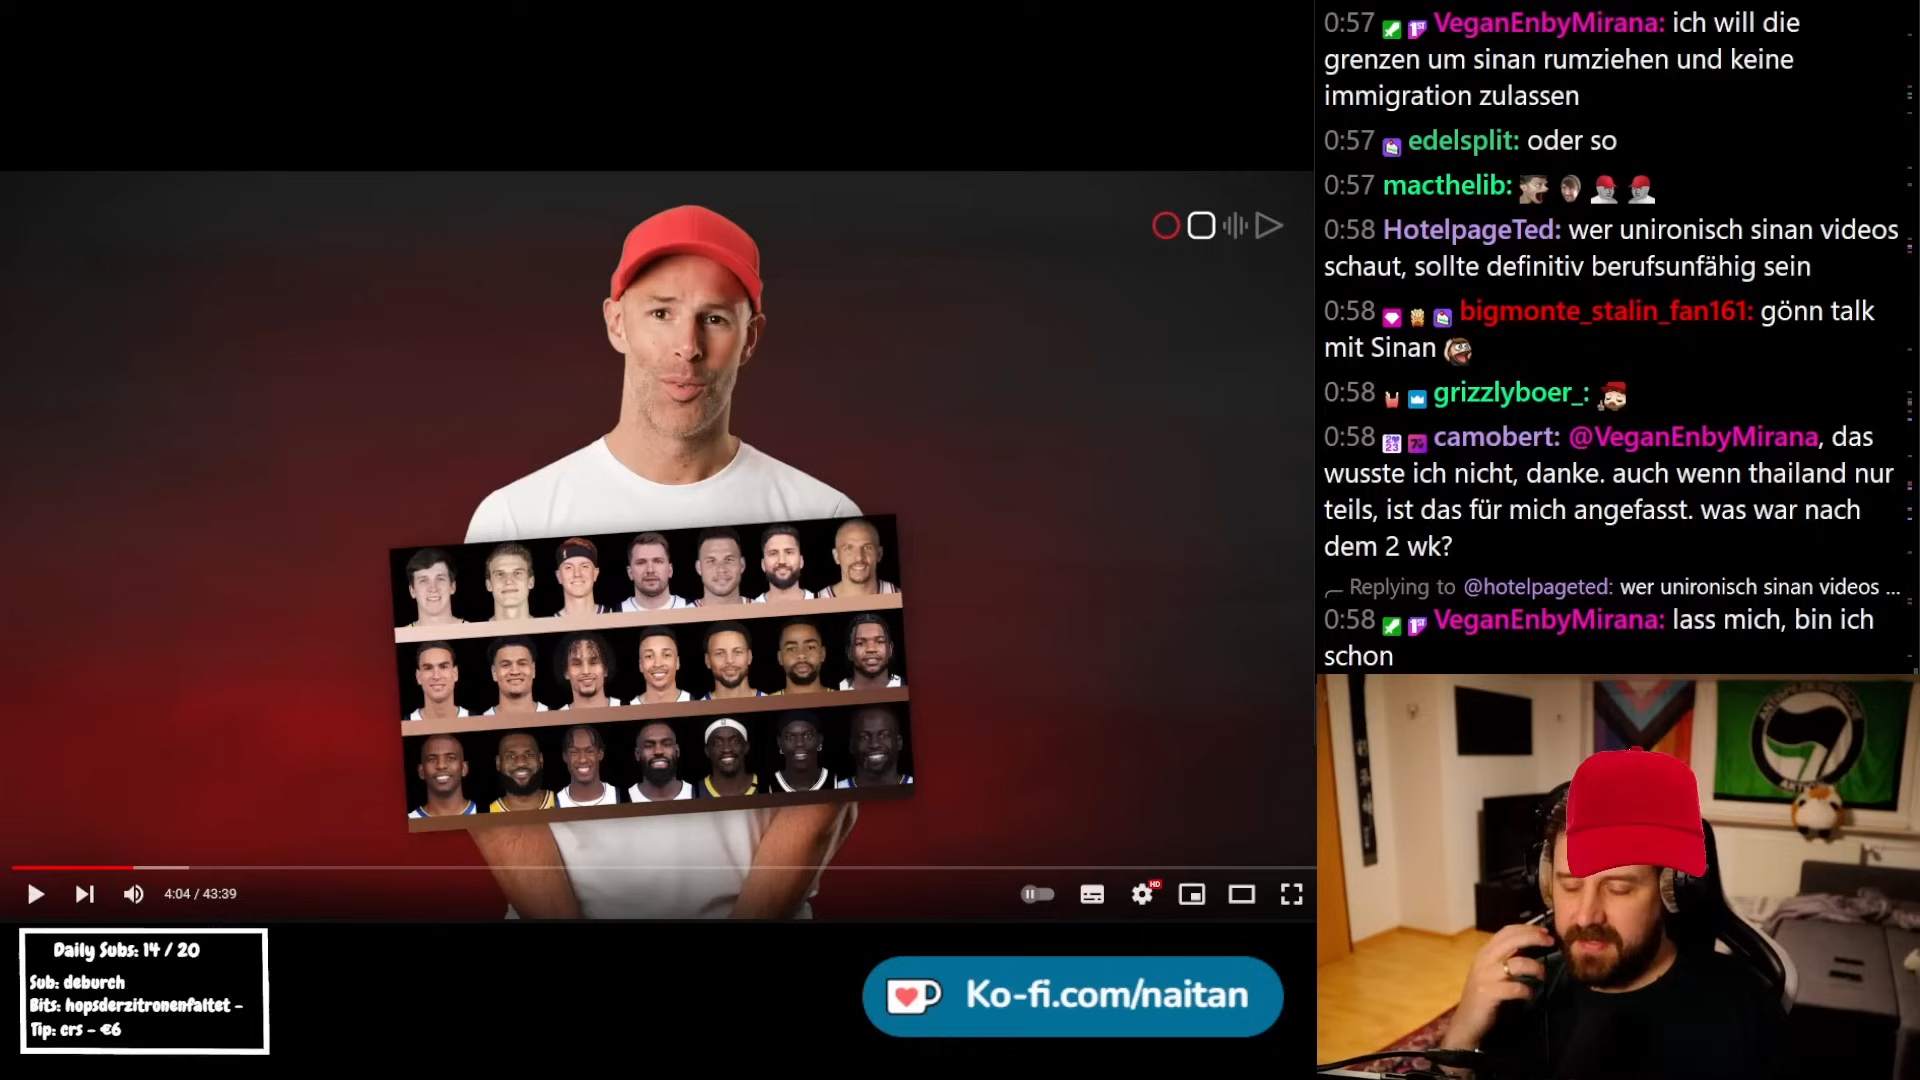 0:57 VeganEnbyMirana: ich will die
grenzen um sinan rumziehen und keine
immigration zulassen
0:57 edelsplit: oder so
0:57 macthelib:
0:58 HotelpageTed: wer unironisch sinan videos
schaut, sollte definitiv berufsunfähig sein
0:58 bigmonte_stalin_fan161: gönn talk
mit Sinan
0:58 grizzlyboer_:
0:58 camobert: @VeganEnbyMirana, das
wusste ich nicht, danke. auch wenn thailand nur
teils, ist das für mich angefasst. was war nach
dem 2 wk?
Replying to @hotelpageted: wer unironisch sinan videos ...
0:58 VeganEnbyMirana: lass mich, bin ich
schon
4:04 / 43:39
HD
Daily Subs: 14 / 20
Sub: deburch
Bits: hopsderzitronenfaltet -
Tip: crs - €6
Ko-fi.com/naitan